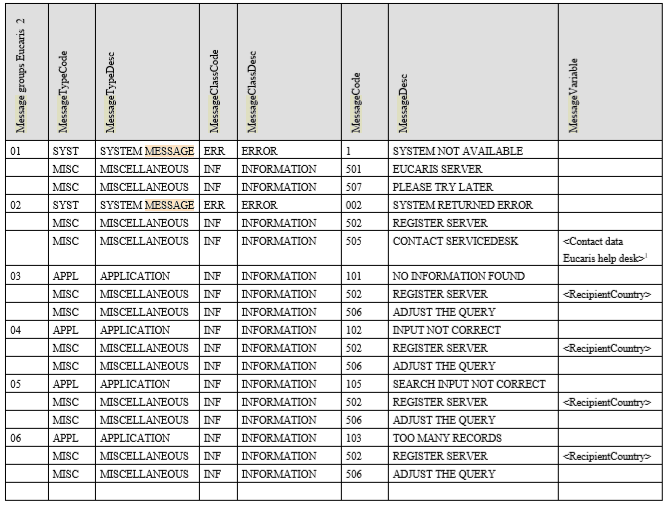 Message groups Eucaris 2 MessageTypeCode MessageTypeDesc MessageClassCode MessageClassDesc MessageCode MessageDesc MessageVariable
01 SYST SYSTEM MESSAGE ERR ERROR 1 SYSTEM NOT AVAILABLE
MISC MISCELLANEOUS INF INFORMATION 501 EUCARIS SERVER
MISC MISCELLANEOUS INF INFORMATION 507 PLEASE TRY LATER
02 SYST SYSTEM MESSAGE ERR ERROR 002 SYSTEM RETURNED ERROR
MISC MISCELLANEOUS INF INFORMATION 502 REGISTER SERVER
MISC MISCELLANEOUS INF INFORMATION 505 CONTACT SERVICEDESK <Contact data
Eucaris help desk>1
03 APPL APPLICATION INF INFORMATION 101 NO INFORMATION FOUND
MISC MISCELLANEOUS INF INFORMATION 502 REGISTER SERVER <RecipientCountry>
MISC MISCELLANEOUS INF INFORMATION 506 ADJUST THE QUERY
04 APPL APPLICATION INF INFORMATION 102 INPUT NOT CORRECT
MISC MISCELLANEOUS INF INFORMATION 502 REGISTER SERVER <RecipientCountry>
MISC MISCELLANEOUS INF INFORMATION 506 ADJUST THE QUERY
05 APPL APPLICATION INF INFORMATION 105 SEARCH INPUT NOT CORRECT
MISC MISCELLANEOUS INF INFORMATION 502 REGISTER SERVER <RecipientCountry>
MISC MISCELLANEOUS INF INFORMATION 506 ADJUST THE QUERY
06 APPL APPLICATION INF INFORMATION 103 TOO MANY RECORDS
MISC MISCELLANEOUS INF INFORMATION 502 REGISTER SERVER <RecipientCountry>
MISC MISCELLANEOUS INF INFORMATION 506 ADJUST THE QUERY